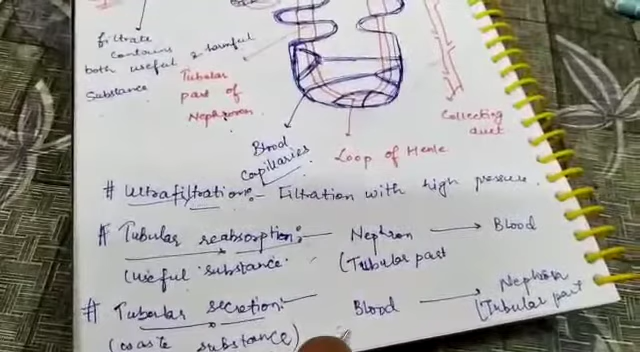 filtrate
contains
both useful & harmful
substance
Tubular
part of
Nephron
Blood
capillaries
Loop of Henle
Collecting
duct
# Ultrafiltration:- Filtration with high pressure.
# Tubular reabsorption:— Nephron → Blood
(useful substance. (Tubular part
# Tubular secretion:— Blood → Nephron
(waste substance) (Tubular part